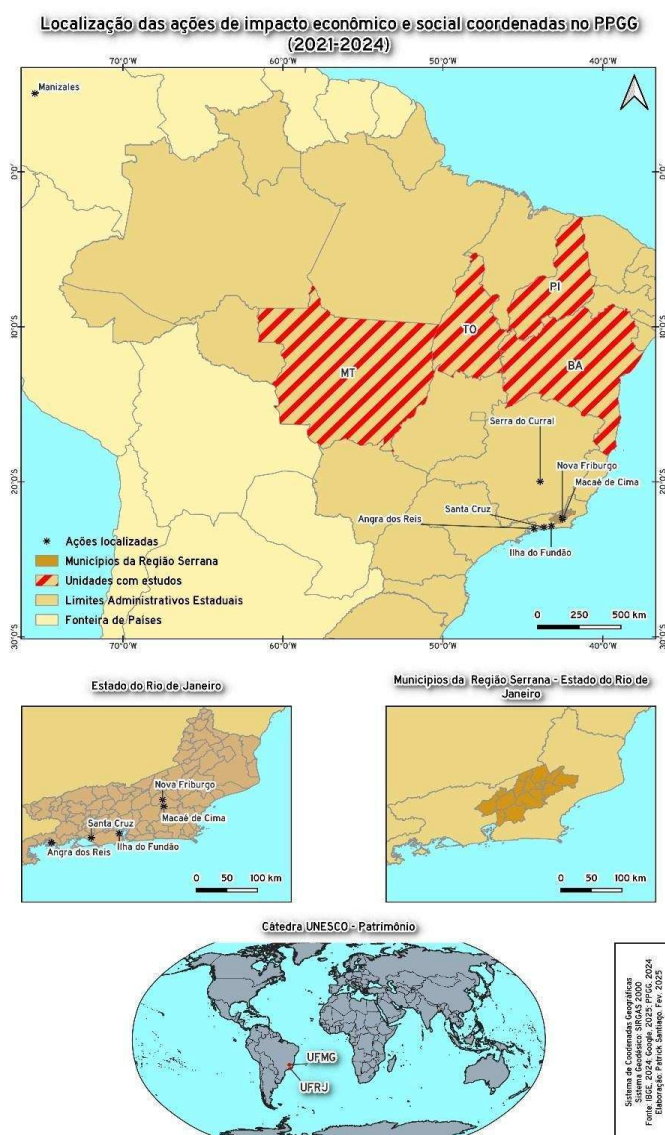 Localização das ações de impacto econômico e social coordenadas no PPGG
(2021-2024)
70°0'
60°0'
50°0'
40°0'
Manizales
0°0'
0°0'
PI
TO
10°0'S
10°0'S
MT
BA
Serra do Curral
Nova Friburgo
20°0'S
20°0'S
Macaé de Cima
Santa Cruz
Angra dos Reis
Ilha do Fundão
Ações localizadas
Municípios da Região Serrana
Unidades com estudos
Limites Administrativos Estaduais
Fonteira de Países
0 250 500 km
30°0'S
30°0'S
70°0'
60°0'
50°0'
40°0'
Estado do Rio de Janeiro
Nova Friburgo
Macaé de Cima
Santa Cruz
Ilha do Fundão
Angra dos Reis
0 50 100 km
Municípios da Região Serrana - Estado do Rio de
Janeiro
0 50 100 km
Cátedra UNESCO - Patrimônio
UFMG
UFRJ
Sistema de Coodenadas Geográficas
Sistema Geodésico: SIRGAS 2000
Fonte: IBGE, 2024; Google, 2025; PPGG, 2024
Elaboração: Patrick Santiago, Fev, 2025